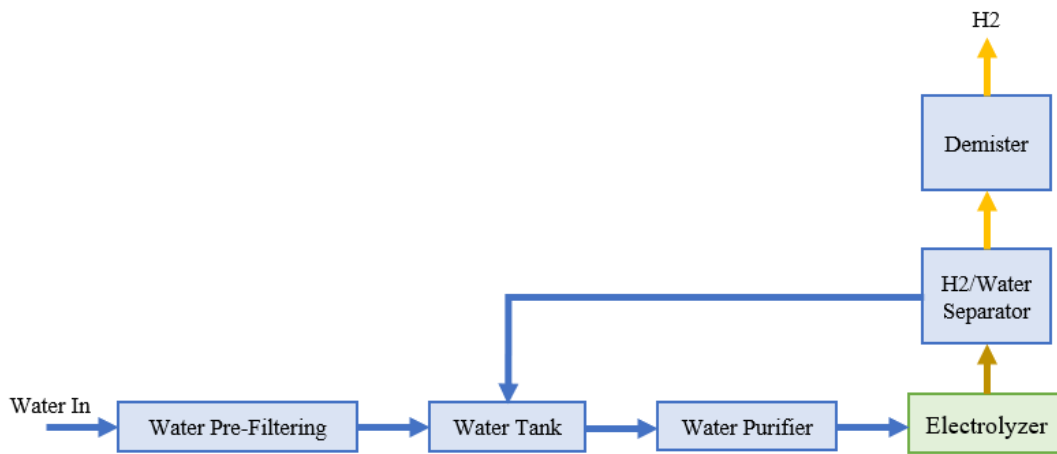 H2
Demister
H2/Water
Separator
Water In
Water Pre-Filtering
Water Tank
Water Purifier
Electrolyzer